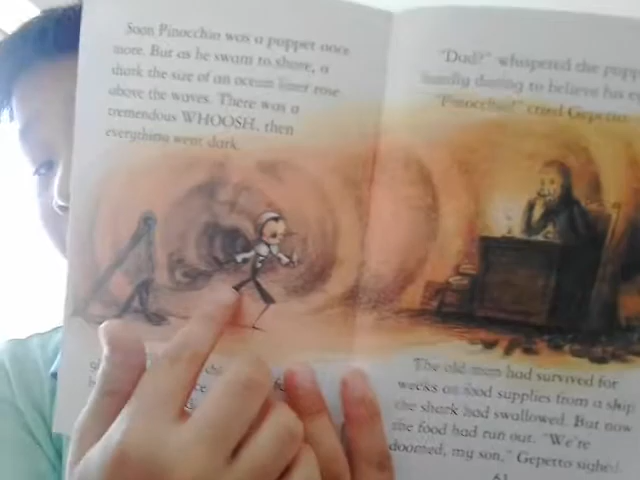 Soon Pinocchio was a puppet once
more. But as he swam to shore, a
shark the size of an ocean liner rose
above the waves. There was a
tremendous WHOOSH, then
everything went dark.
"Dad?" whispered the
hardly daring to believe his
"Pinocchio!" cried Gepetto.
The old man had survived for
weeks on food supplies from a ship
the shark had swallowed. But now
the food had run out. "We're
doomed, my son," Gepetto sighed.